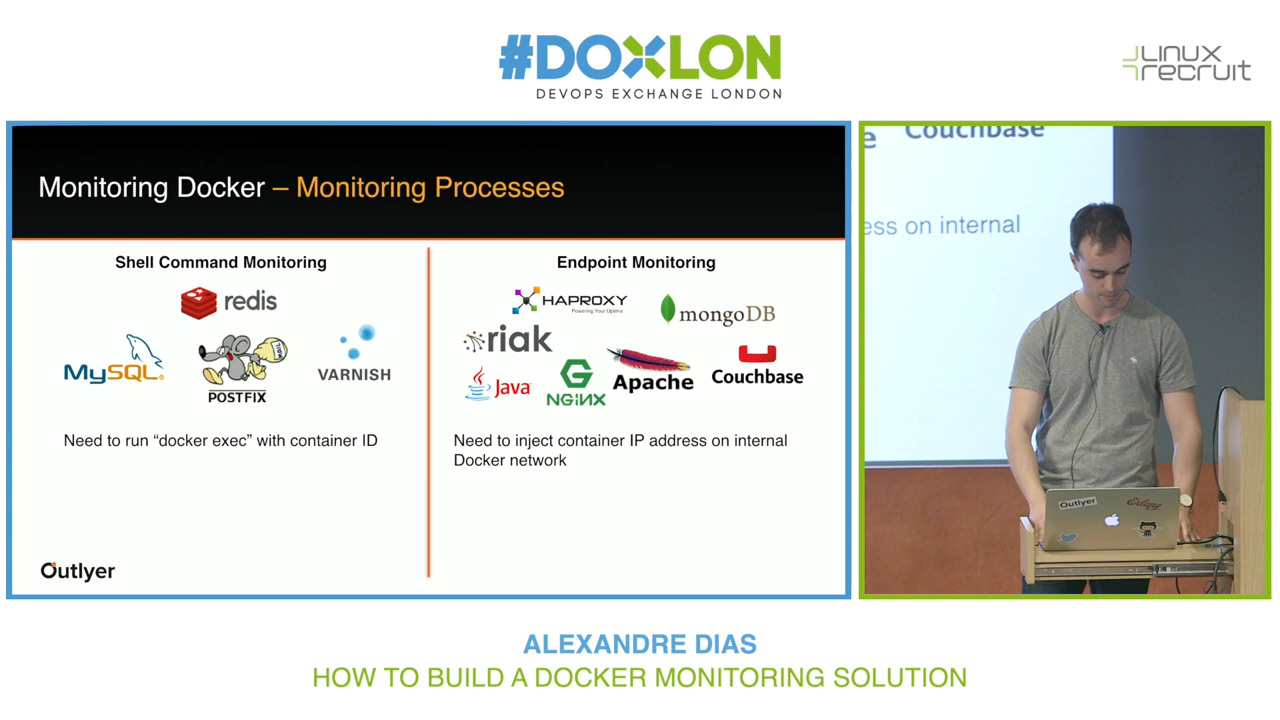 #DOXLON
DEVOPS EXCHANGE LONDON
Linux
recruit
Monitoring Docker – Monitoring Processes
Shell Command Monitoring
redis
MySQL
POSTFIX
VARNISH
Need to run “docker exec” with container ID
Endpoint Monitoring
HAPROXY
Powering Your Uptime
mongoDB
riak
Java
NGiNX
Apache
Couchbase
Need to inject container IP address on internal
Docker network
Outlyer
e Couchbase
ess on internal
Outlyer
Erlang
ALEXANDRE DIAS
HOW TO BUILD A DOCKER MONITORING SOLUTION